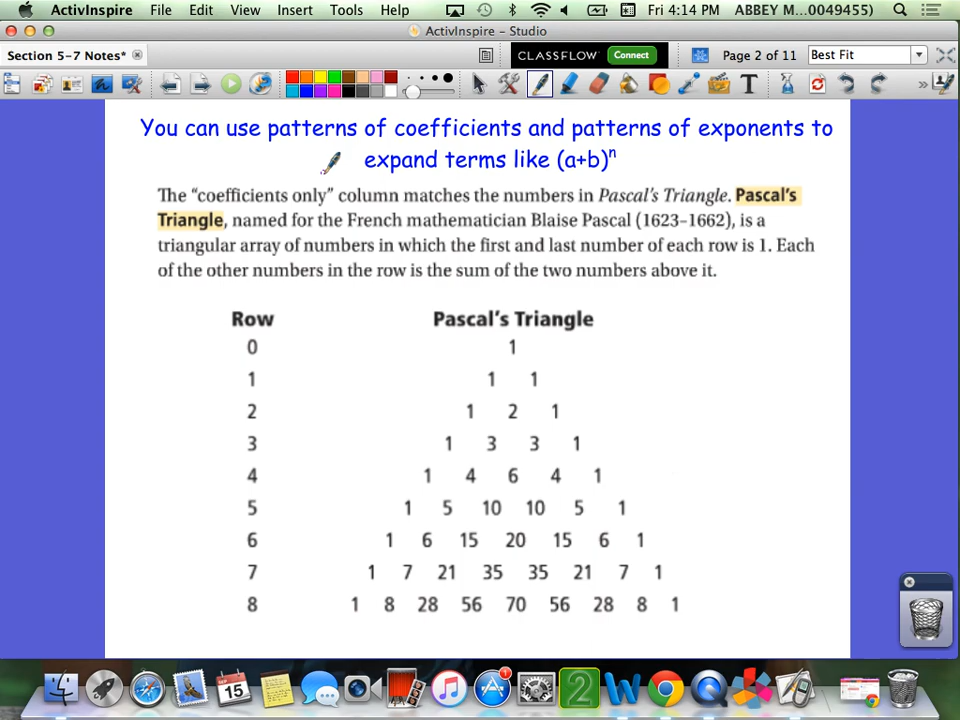 ActivInspire File Edit View Insert Tools Help Fri 4:14 PM ABBEY M...0049455)
ActivInspire – Studio
Section 5-7 Notes* CLASSFLOW Connect Page 2 of 11 Best Fit
T »
You can use patterns of coefficients and patterns of exponents to
expand terms like (a+b)ⁿ
The “coefficients only” column matches the numbers in Pascal’s Triangle. Pascal’s
Triangle, named for the French mathematician Blaise Pascal (1623–1662), is a
triangular array of numbers in which the first and last number of each row is 1. Each
of the other numbers in the row is the sum of the two numbers above it.
Row Pascal’s Triangle
0 1
1 1 1
2 1 2 1
3 1 3 3 1
4 1 4 6 4 1
5 1 5 10 10 5 1
6 1 6 15 20 15 6 1
7 1 7 21 35 35 21 7 1
8 1 8 28 56 70 56 28 8 1
SEP 15 1 2 W